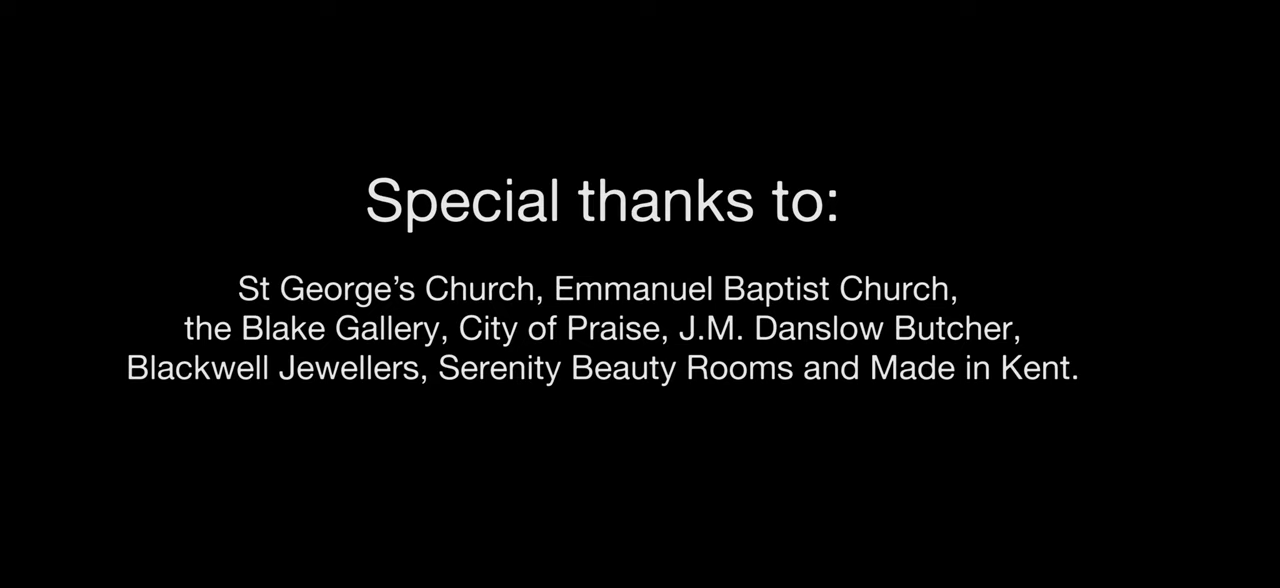 Special thanks to:
St George’s Church, Emmanuel Baptist Church,
the Blake Gallery, City of Praise, J.M. Danslow Butcher,
Blackwell Jewellers, Serenity Beauty Rooms and Made in Kent.